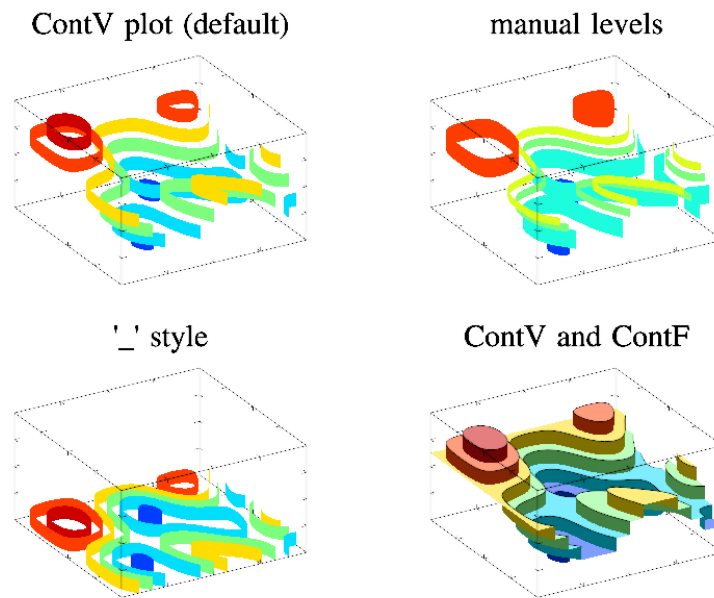 ContV plot (default)
manual levels
'_' style
ContV and ContF